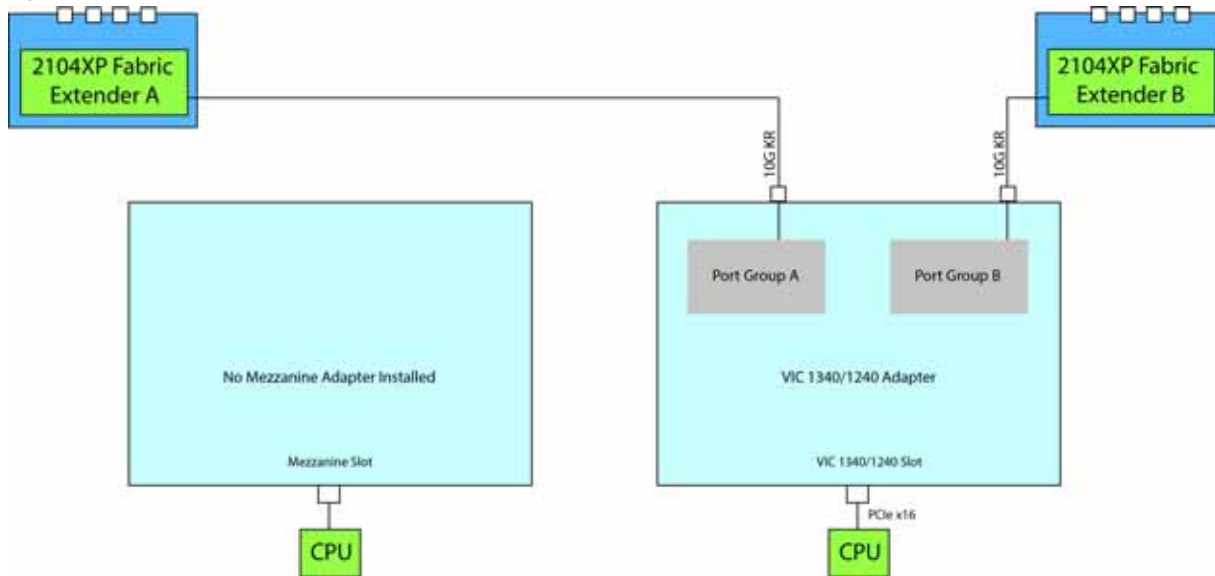 2104XP Fabric
Extender A
2104XP Fabric
Extender B
10G KR
10G KR
Port Group A
Port Group B
No Mezzanine Adapter Installed
VIC 1340/1240 Adapter
Mezzanine Slot
VIC 1340/1240 Slot
PCIe x16
CPU
CPU